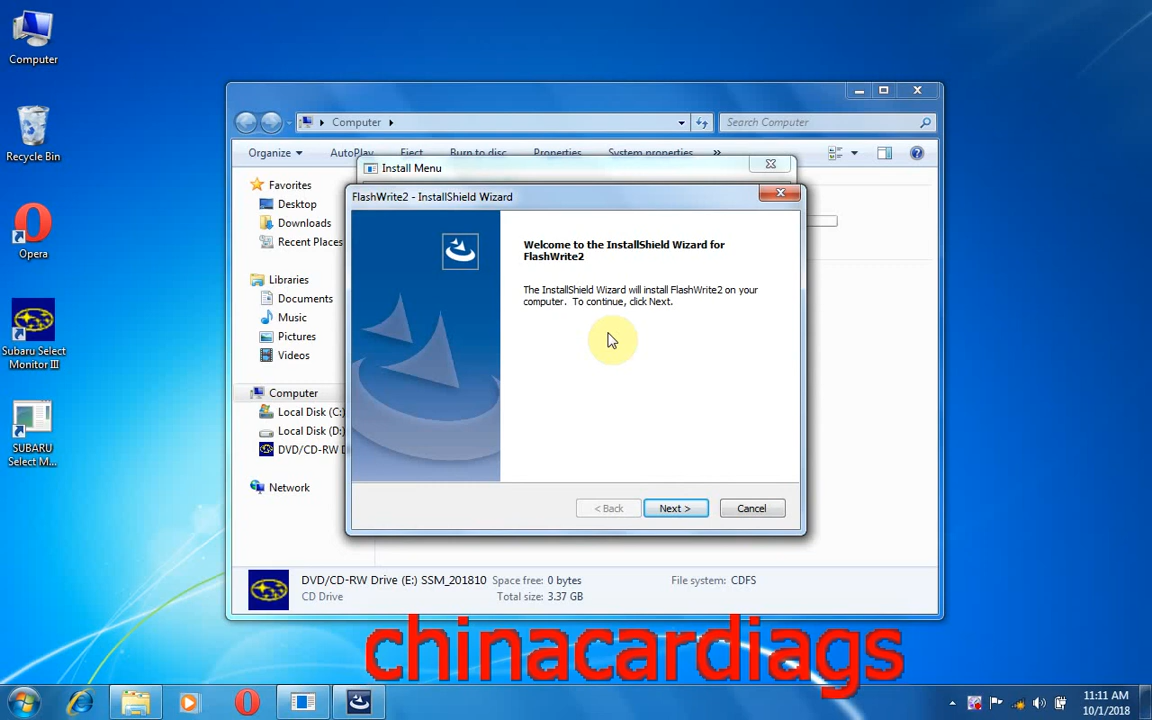 Computer
Recycle Bin
Opera
Subaru Select
Monitor III
SUBARU
Select M...
Computer
Search Computer
Organize
AutoPlay
Eject
Burn to disc
Properties
System properties
»
Favorites
Desktop
Downloads
Recent Places
Libraries
Documents
Music
Pictures
Videos
Computer
Local Disk (C:)
Local Disk (D:)
DVD/CD-RW D
Network
Install Menu
FlashWrite2 - InstallShield Wizard
Welcome to the InstallShield Wizard for
FlashWrite2
The InstallShield Wizard will install FlashWrite2 on your
computer. To continue, click Next.
< Back
Next >
Cancel
DVD/CD-RW Drive (E:) SSM_201810
Space free: 0 bytes
File system: CDFS
CD Drive
Total size: 3.37 GB
chinacardiags
11:11 AM
10/1/2018